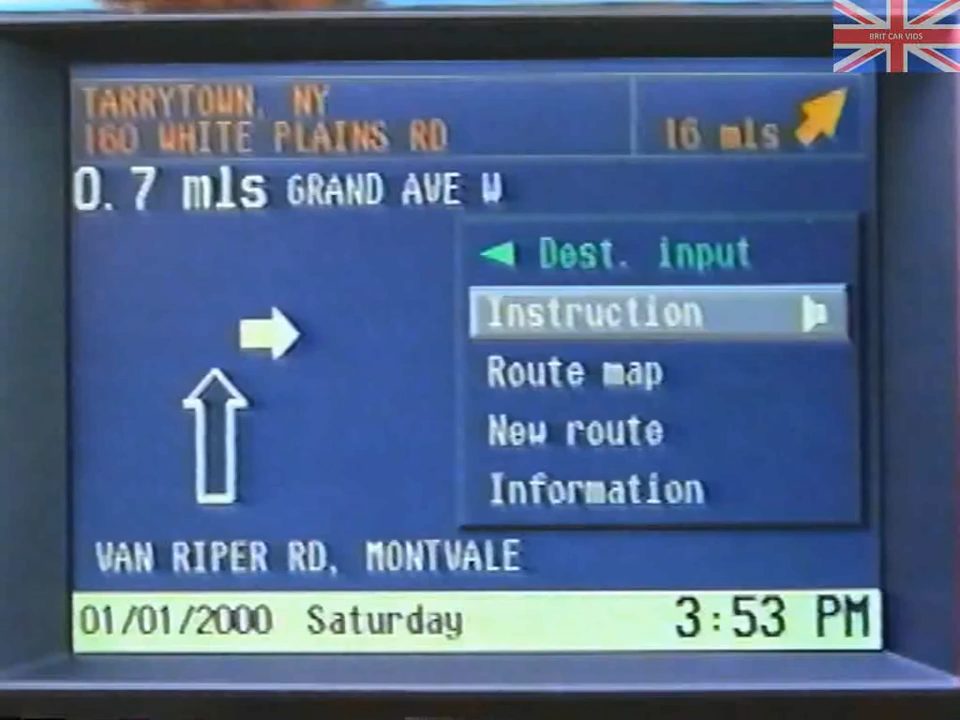 BRIT CAR VIDS
TARRYTOWN, NY
160 WHITE PLAINS RD
16 mls
0.7 mls GRAND AVE W
Dest. input
Instruction
Route map
New route
Information
VAN RIPER RD, MONTVALE
01/01/2000 Saturday 3:53 PM